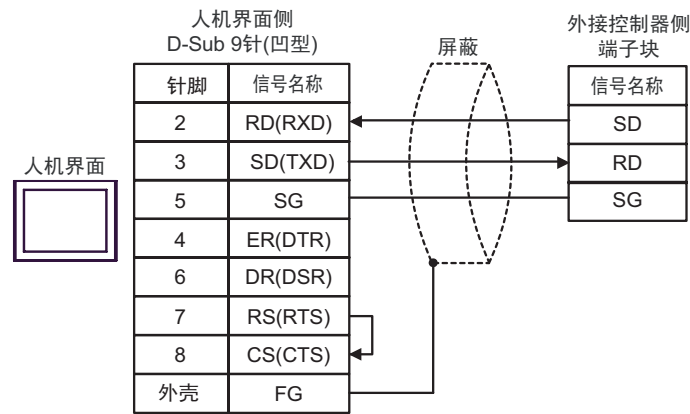 人机界面侧
D-Sub 9针(凹型)
屏蔽
外接控制器侧
端子块
人机界面
针脚 信号名称
2 RD(RXD)
3 SD(TXD)
5 SG
4 ER(DTR)
6 DR(DSR)
7 RS(RTS)
8 CS(CTS)
外壳 FG
信号名称
SD
RD
SG